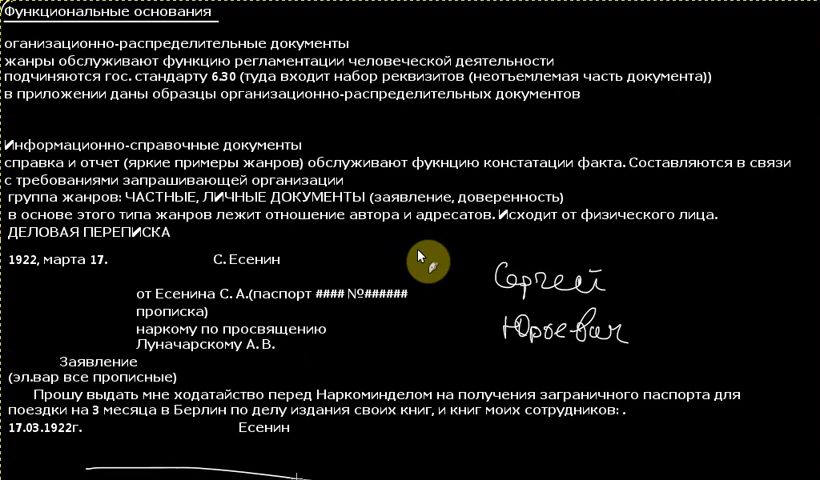 Функциональные основания
оганизационно-распределительные документы
жанры обслуживают функцию регламентации человеческой деятельности
подчиняются гос. стандарту 6.30 (туда входит набор реквизитов (неотъемлемая часть документа))
в приложении даны образцы организационно-распределительных документов
Информационно-справочные документы
справка и отчет (яркие примеры жанров) обслуживают фукнцию констатации факта. Составляются в связи
с требованиями запрашивающей организации
группа жанров: ЧАСТНЫЕ, ЛИЧНЫЕ ДОКУМЕНТЫ (заявление, доверенность)
в основе этого типа жанров лежит отношение автора и адресатов. Исходит от физического лица.
ДЕЛОВАЯ ПЕРЕПИСКА
1922, марта 17. С. Есенин
от Есенина С. А.(паспорт #### №######
прописка)
наркому по просвящению
Луначарскому А. В.
Сергей
Юрьевич
Заявление
(эл.вар все прописные)
Прошу выдать мне ходатайство перед Наркоминделом на получения заграничного паспорта для
поездки на 3 месяца в Берлин по делу издания своих книг, и книг моих сотрудников: .
17.03.1922г. Есенин